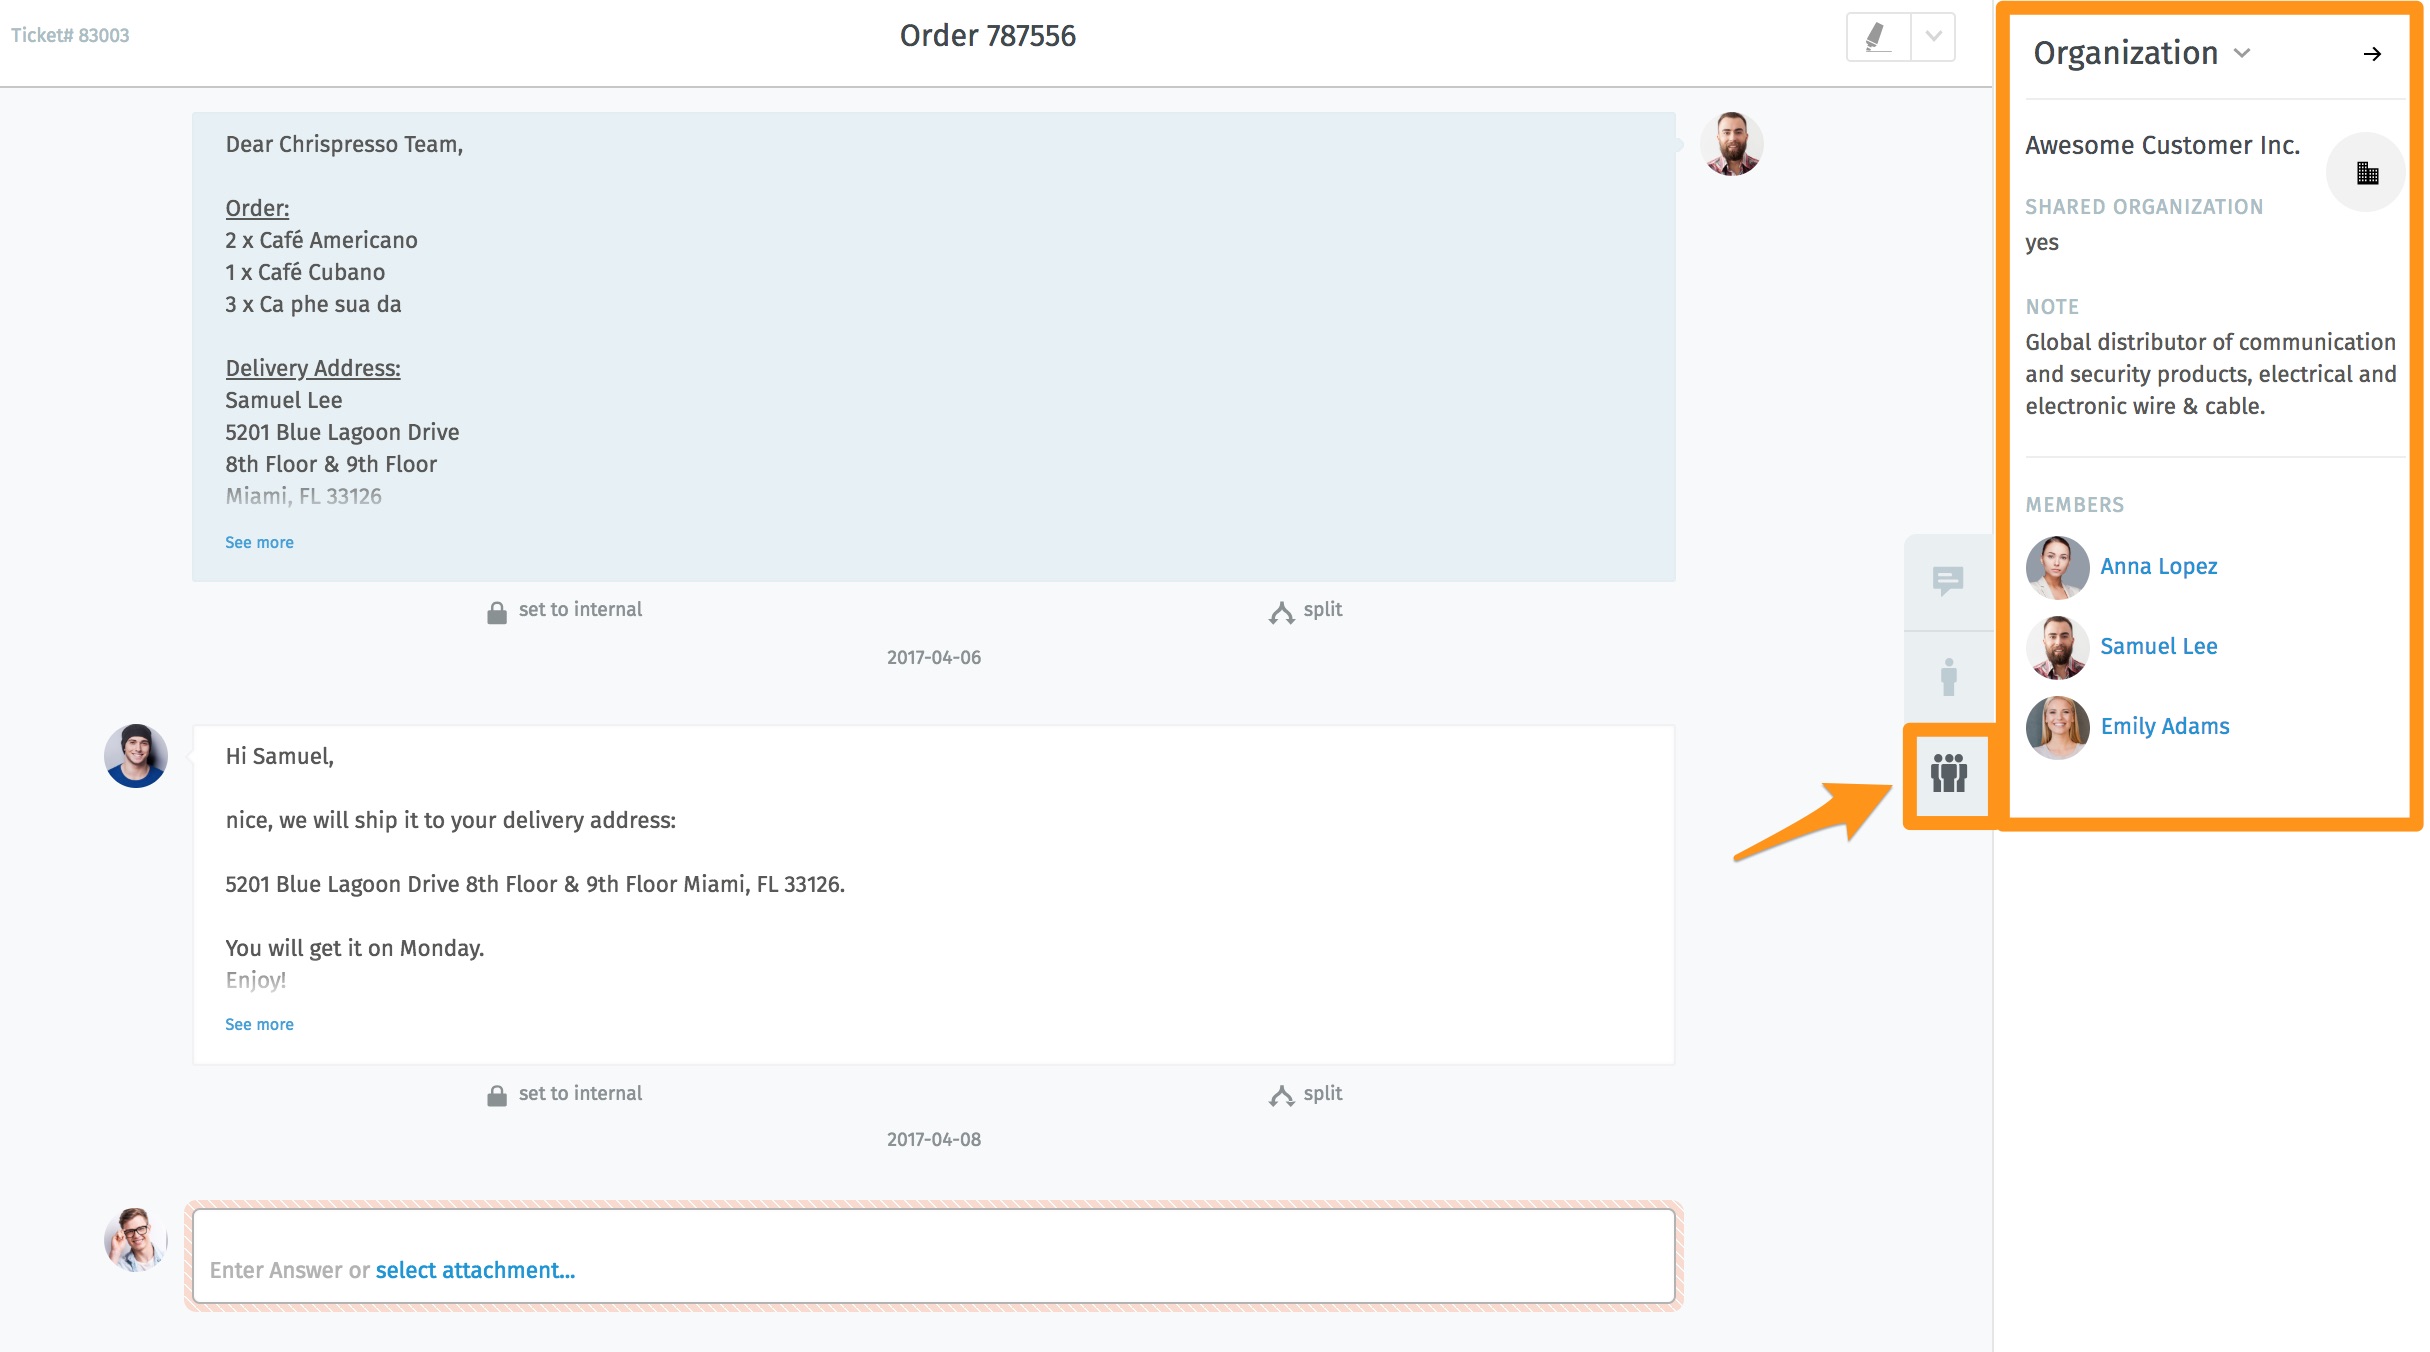 Ticket# 83003
Order 787556
Dear Chrispresso Team,
Order:
2 x Café Americano
1 x Café Cubano
3 x Ca phe sua da
Delivery Address:
Samuel Lee
5201 Blue Lagoon Drive
8th Floor & 9th Floor
Miami, FL 33126
See more
set to internal
split
2017-04-06
Hi Samuel,
nice, we will ship it to your delivery address:
5201 Blue Lagoon Drive 8th Floor & 9th Floor Miami, FL 33126.
You will get it on Monday.
Enjoy!
See more
set to internal
split
2017-04-08
Enter Answer or select attachment...
Organization
Awesome Customer Inc.
SHARED ORGANIZATION
yes
NOTE
Global distributor of communication
and security products, electrical and
electronic wire & cable.
MEMBERS
Anna Lopez
Samuel Lee
Emily Adams